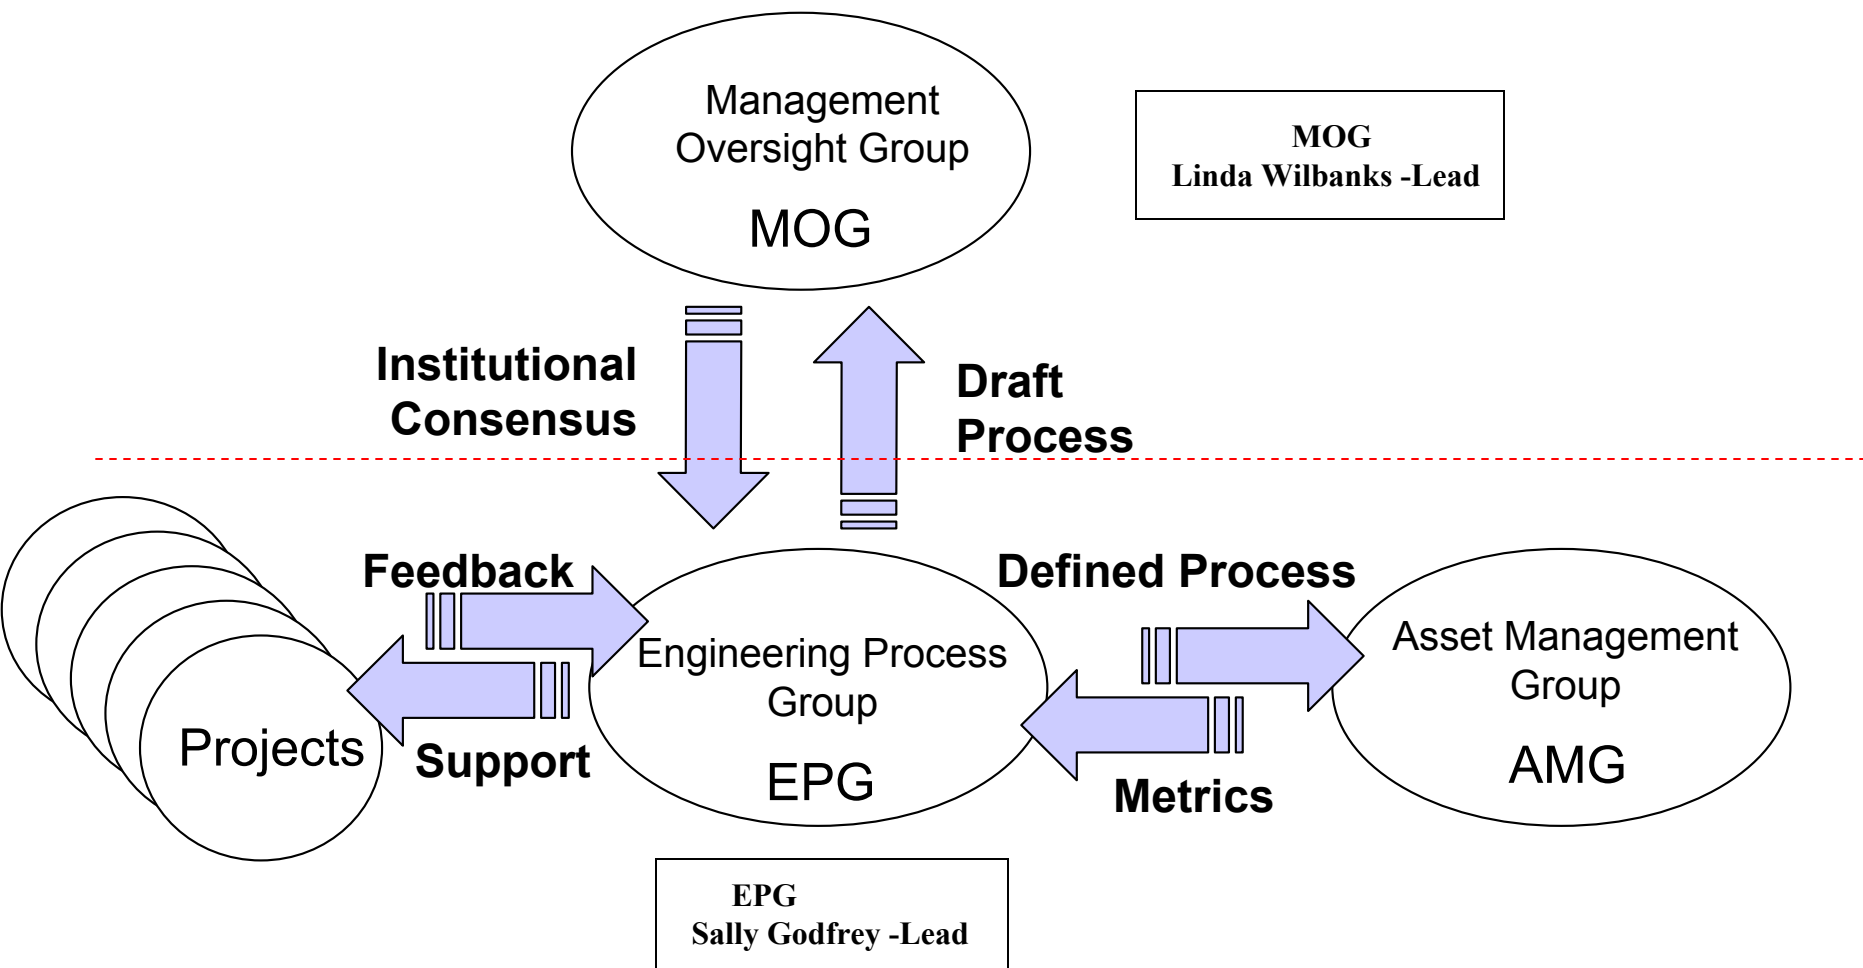 Management
Oversight Group
MOG
MOG
Linda Wilbanks -Lead
Institutional
Consensus
Draft
Process
Feedback
Defined Process
Engineering Process
Group
EPG
Asset Management
Group
AMG
Projects
Support
Metrics
EPG
Sally Godfrey -Lead